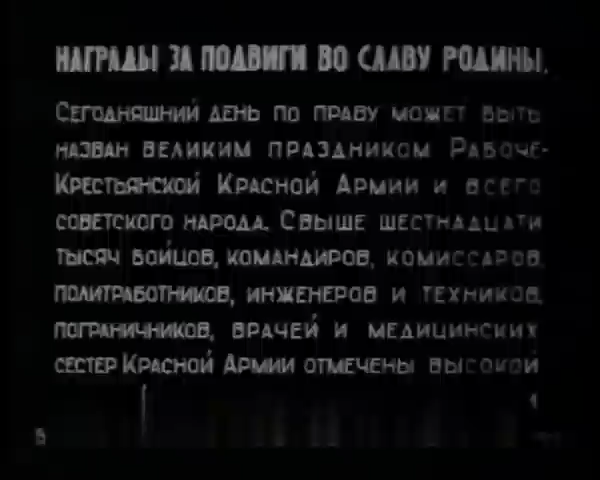 НАГРАДЫ ЗА ПОДВИГИ ВО СЛАВУ РОДИНЫ.
Сегодняшний день по праву может быть
назван великим праздником Рабоче-
Крестьянской Красной Армии и всего
советского народа. Свыше шестнадцати
тысяч бойцов, командиров, комиссаров,
политработников, инженеров и техников,
пограничников, врачей и медицинских
сестер Красной Армии отмечены высокой